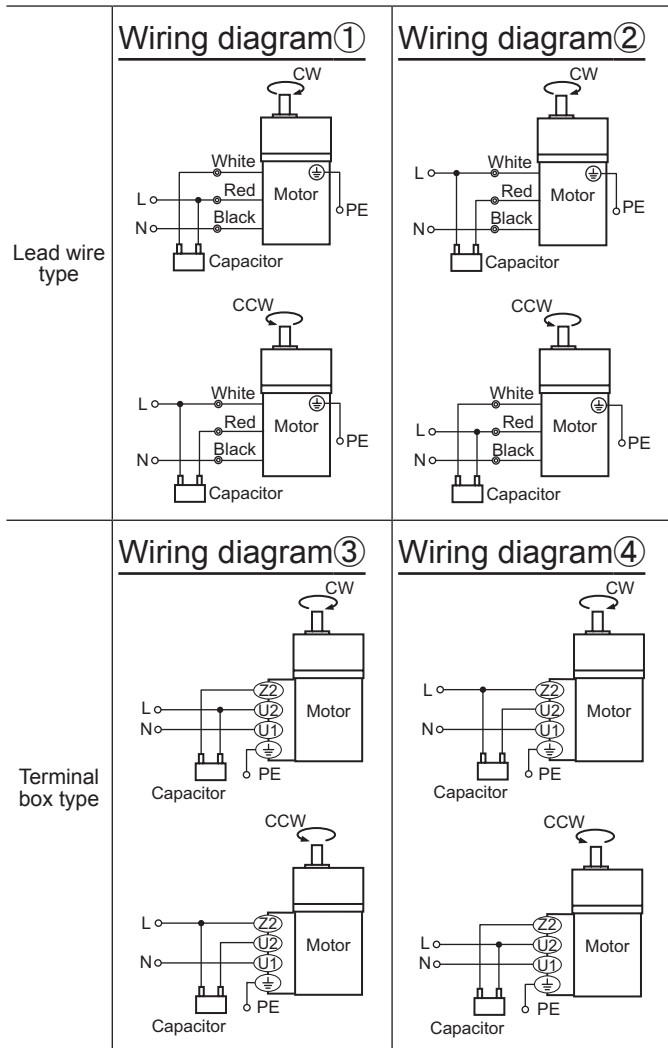 Wiring diagram①
CW
White
L
Red
Motor
N
Black
PE
Capacitor
CCW
L
White
Red
Motor
N
Black
PE
Capacitor
Wiring diagram②
CW
L
White
Red
Motor
N
Black
PE
Capacitor
CCW
White
L
Red
Motor
N
Black
PE
Capacitor
Lead wire
type
Wiring diagram③
CW
Z2
L
U2
Motor
N
U1
PE
Capacitor
CCW
L
Z2
U2
Motor
N
U1
PE
Capacitor
Wiring diagram④
CW
L
Z2
U2
Motor
N
U1
PE
Capacitor
CCW
Z2
L
U2
Motor
N
U1
PE
Capacitor
Terminal
box type